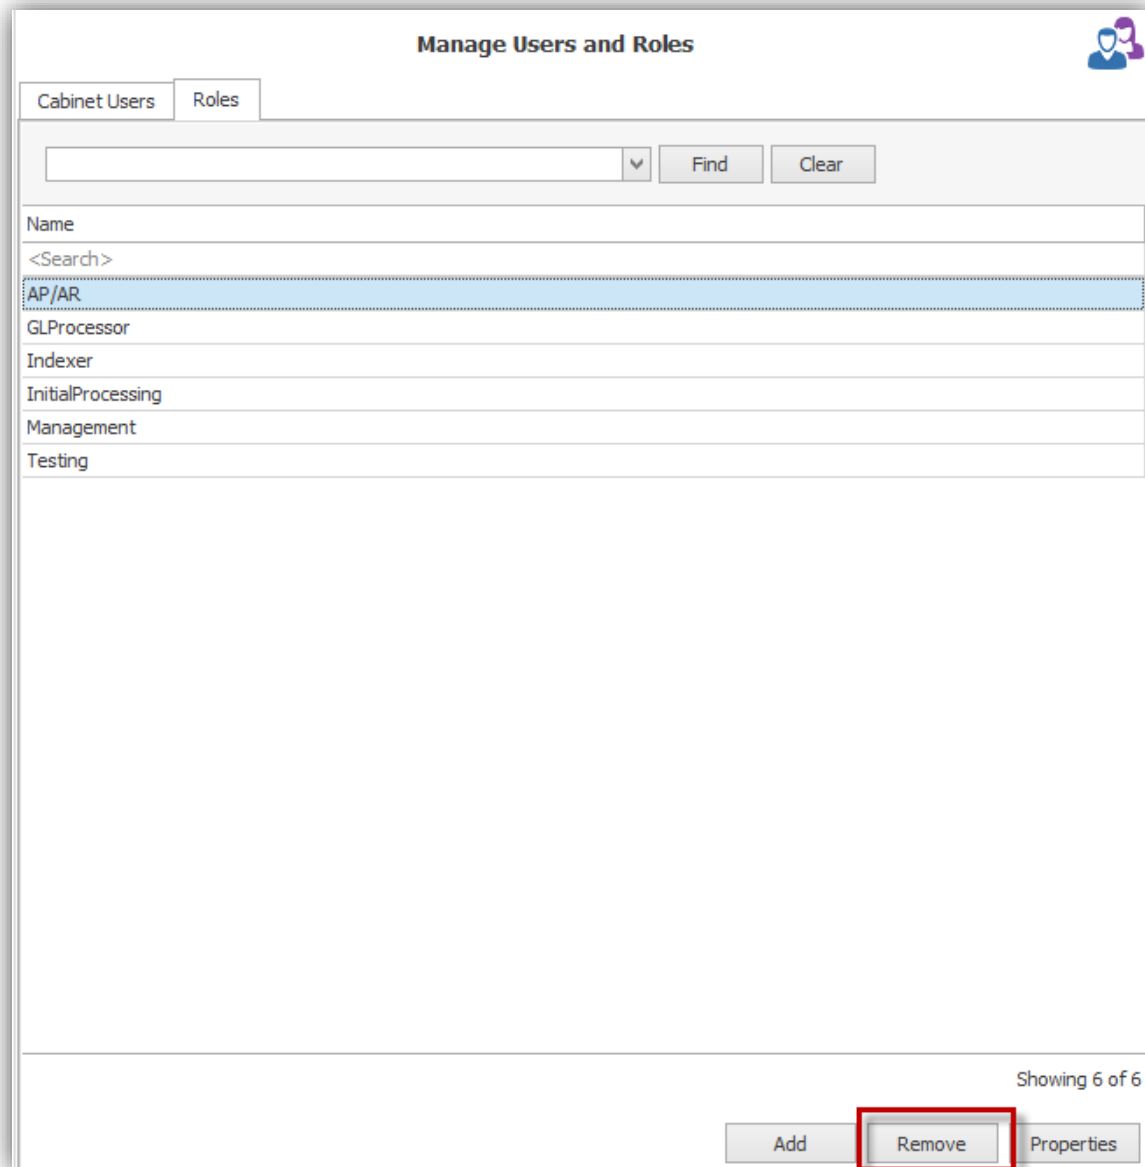 Manage Users and Roles
Cabinet Users Roles
Find Clear
Name
<Search>
AP/AR
GLProcessor
Indexer
InitialProcessing
Management
Testing
Showing 6 of 6
Add Remove Properties